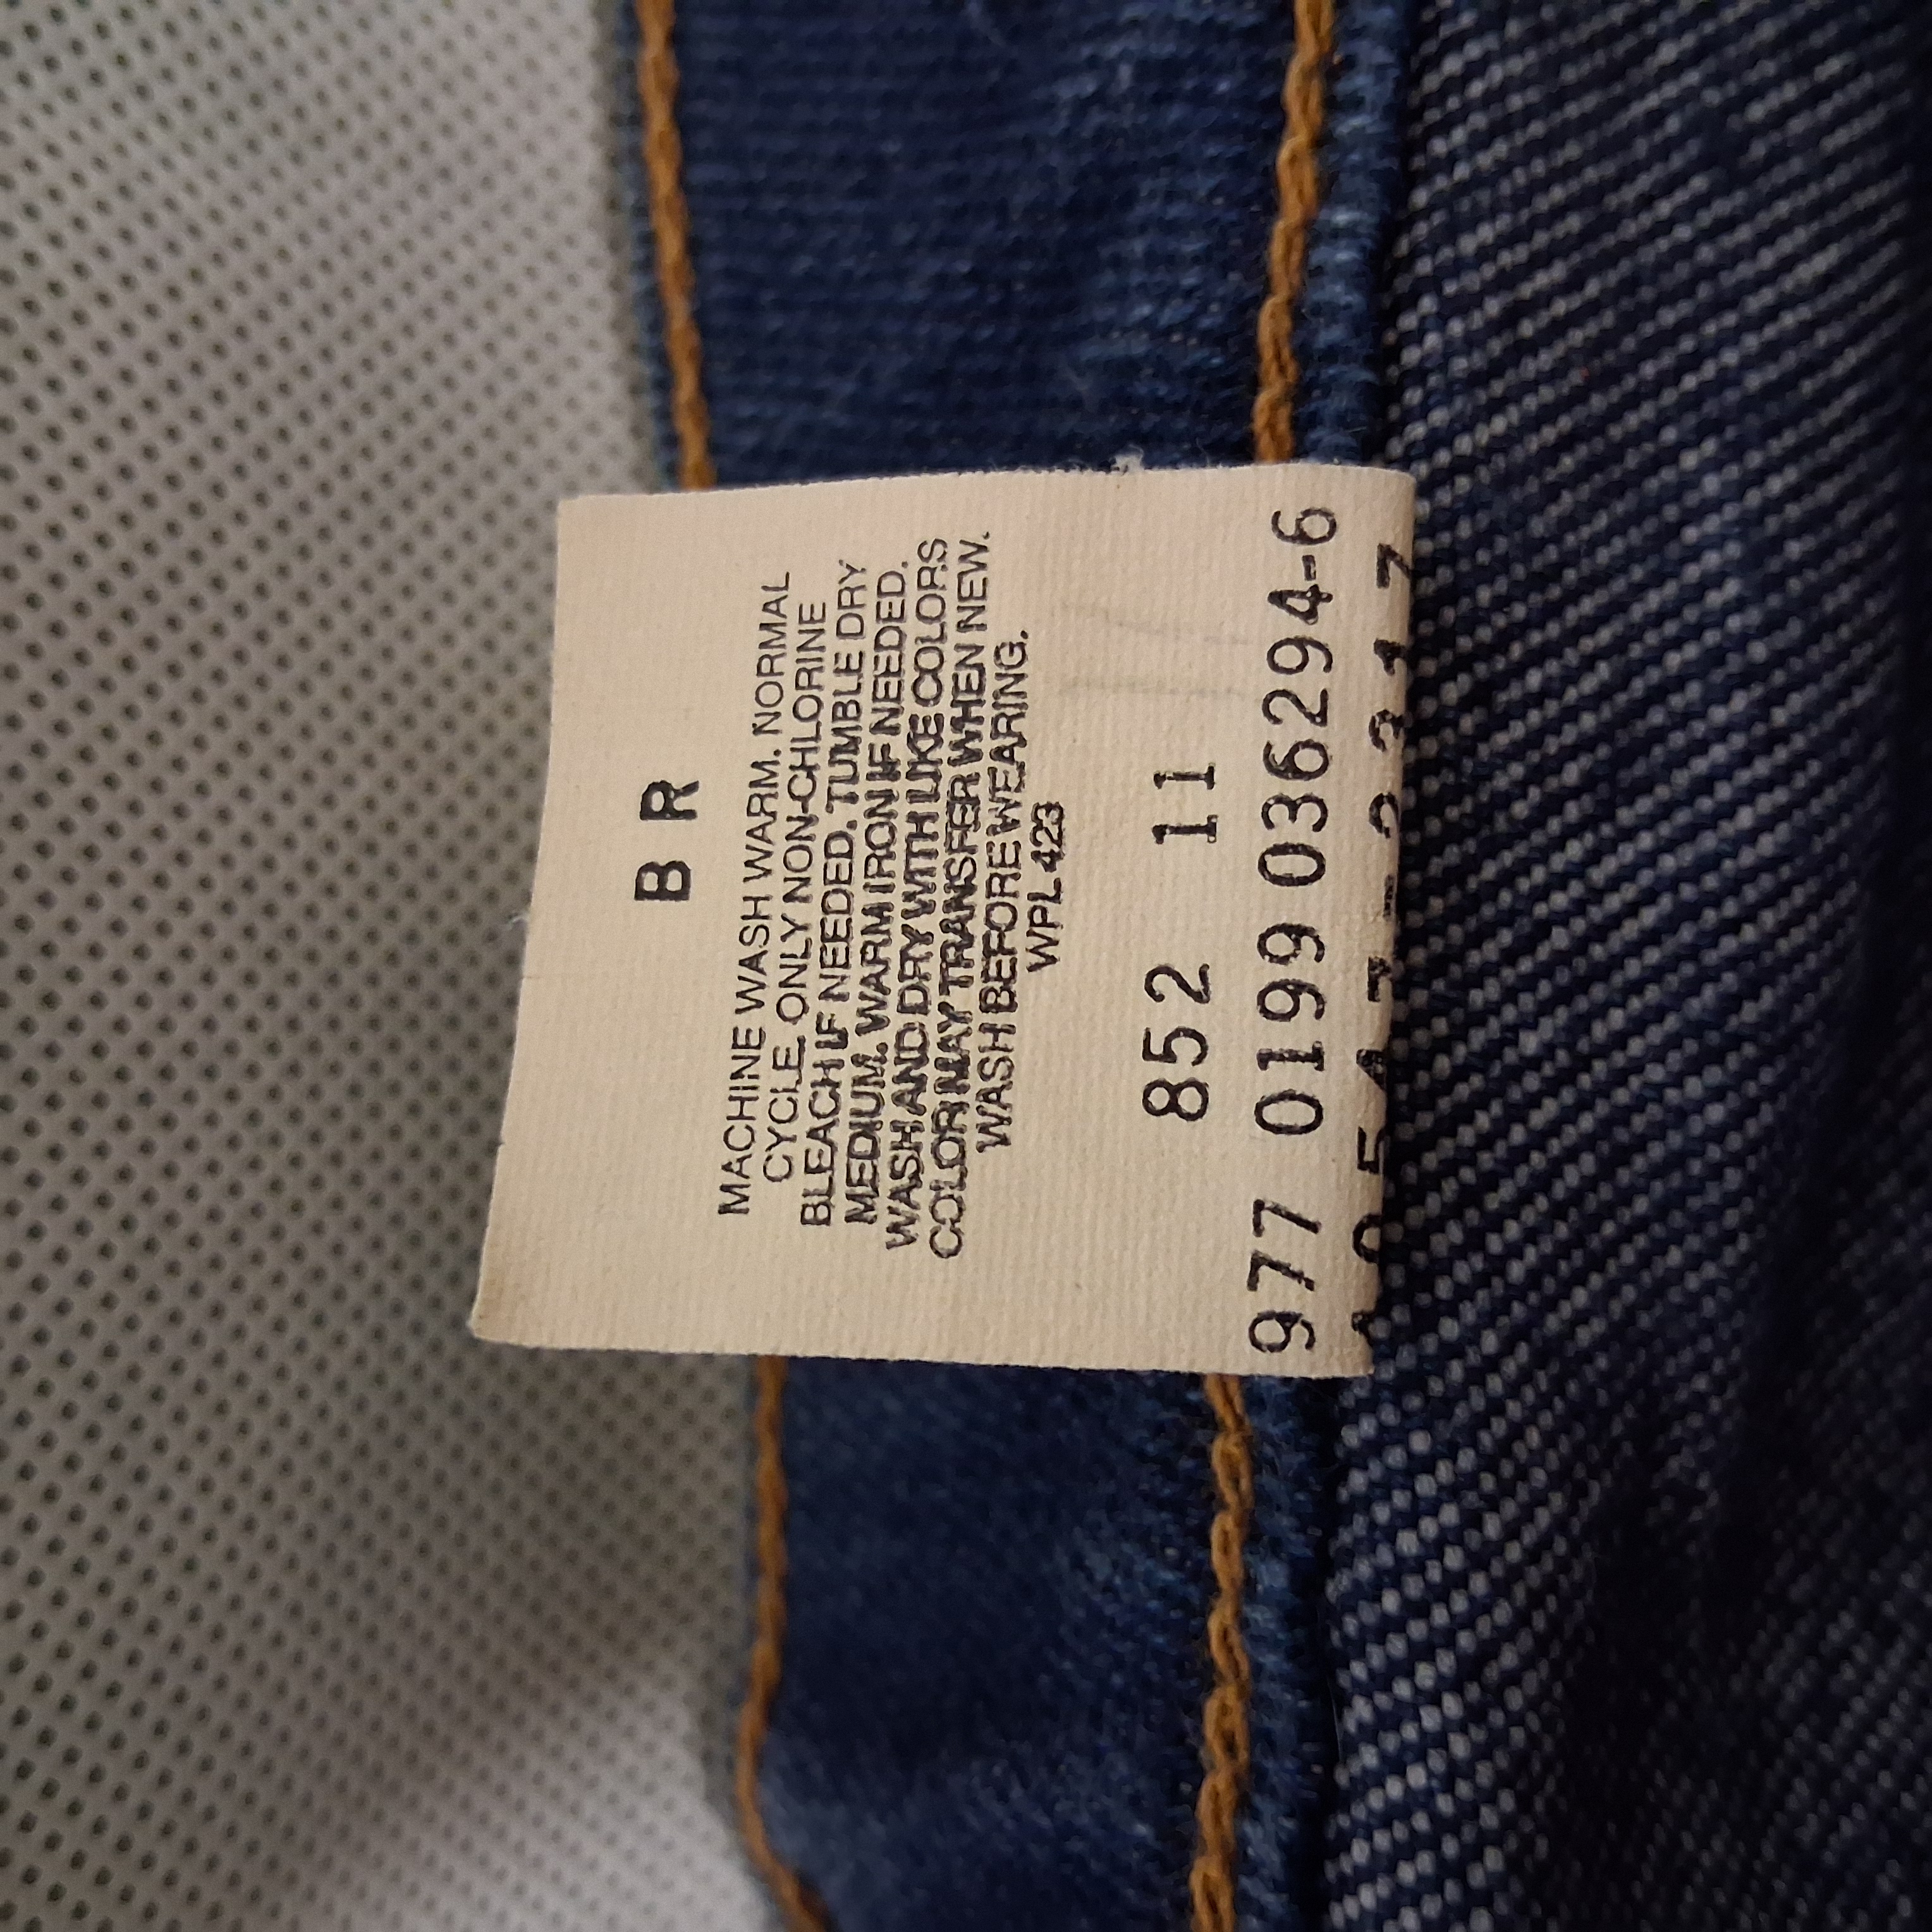 B R
MACHINE WASH WARM. NORMAL
CYCLE. ONLY NON-CHLORINE
BLEACH IF NEEDED. TUMBLE DRY
MEDIUM. WARM IRON IF NEEDED.
WASH AND DRY WITH LIKE COLORS
COLOR MAY TRANSFER WHEN NEW.
WASH BEFORE WEARING.
WPL 423
852 11
977 0199 036294-6